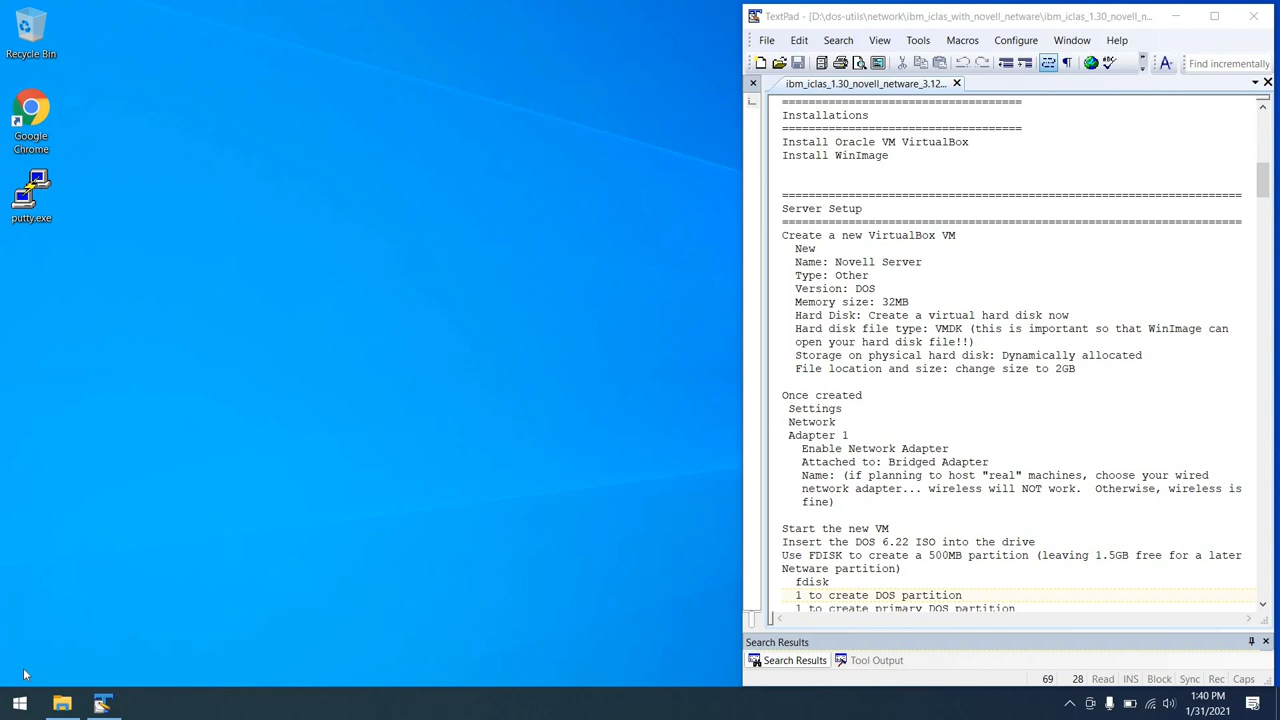 Recycle Bin
Google
Chrome
putty.exe
TextPad - [D:\dos-utils\network\ibm_iclas_with_novell_netware\ibm_iclas_1.30_novell_n...
File Edit Search View Tools Macros Configure Window Help
Find incrementally
ibm_iclas_1.30_novell_netware_3.12...
====================================
Installations
====================================
Install Oracle VM VirtualBox
Install WinImage
=====================================================================
Server Setup
=====================================================================
Create a new VirtualBox VM
New
Name: Novell Server
Type: Other
Version: DOS
Memory size: 32MB
Hard Disk: Create a virtual hard disk now
Hard disk file type: VMDK (this is important so that WinImage can
open your hard disk file!!)
Storage on physical hard disk: Dynamically allocated
File location and size: change size to 2GB
Once created
Settings
Network
Adapter 1
Enable Network Adapter
Attached to: Bridged Adapter
Name: (if planning to host "real" machines, choose your wired
network adapter... wireless will NOT work.  Otherwise, wireless is
fine)
Start the new VM
Insert the DOS 6.22 ISO into the drive
Use FDISK to create a 500MB partition (leaving 1.5GB free for a later
Netware partition)
fdisk
1 to create DOS partition
1 to create primary DOS partition
Search Results
Search Results Tool Output
69 28 Read INS Block Sync Rec Caps
1:40 PM
1/31/2021